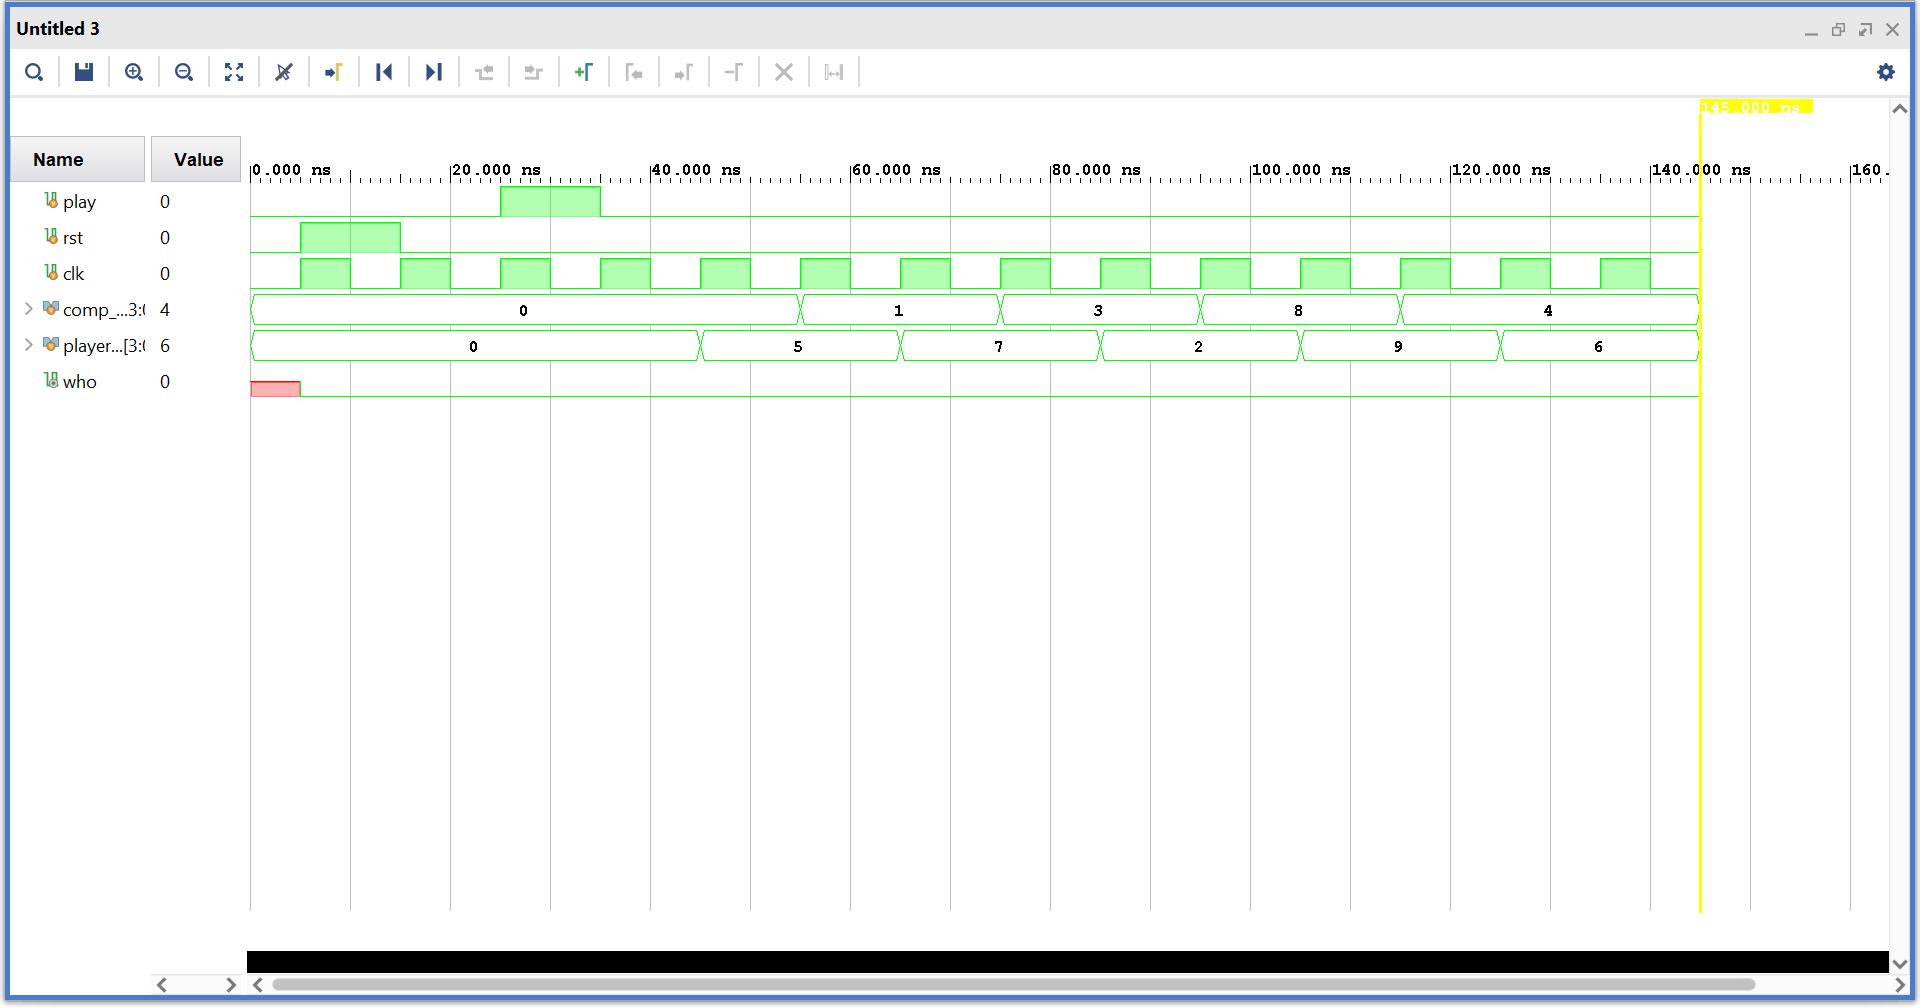 Untitled 3
145.000 ns
Name Value
0.000 ns 20.000 ns 40.000 ns 60.000 ns 80.000 ns 100.000 ns 120.000 ns 140.000 ns 160.
play 0
rst 0
clk 0
comp_...3:0 4 0 1 3 8 4
player...[3:0 6 0 5 7 2 9 6
who 0